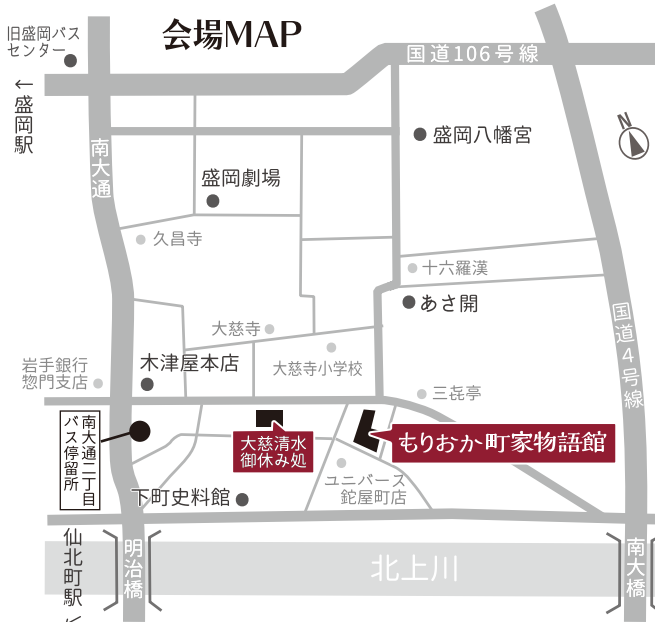 会場MAP
旧盛岡バス
センター
←盛岡駅
国道106号線
N
南大通
盛岡八幡宮
盛岡劇場
久昌寺
十六羅漢
あさ開
国道4号線
大慈寺
木津屋本店
大慈寺小学校
岩手銀行
惣門支店
三㐂亭
南大通二丁目
バス停留所
大慈清水
御休み処
もりおか町家物語館
ユニバース
鉈屋町店
下町史料館
仙北町駅
←
明治橋
北上川
南大橋